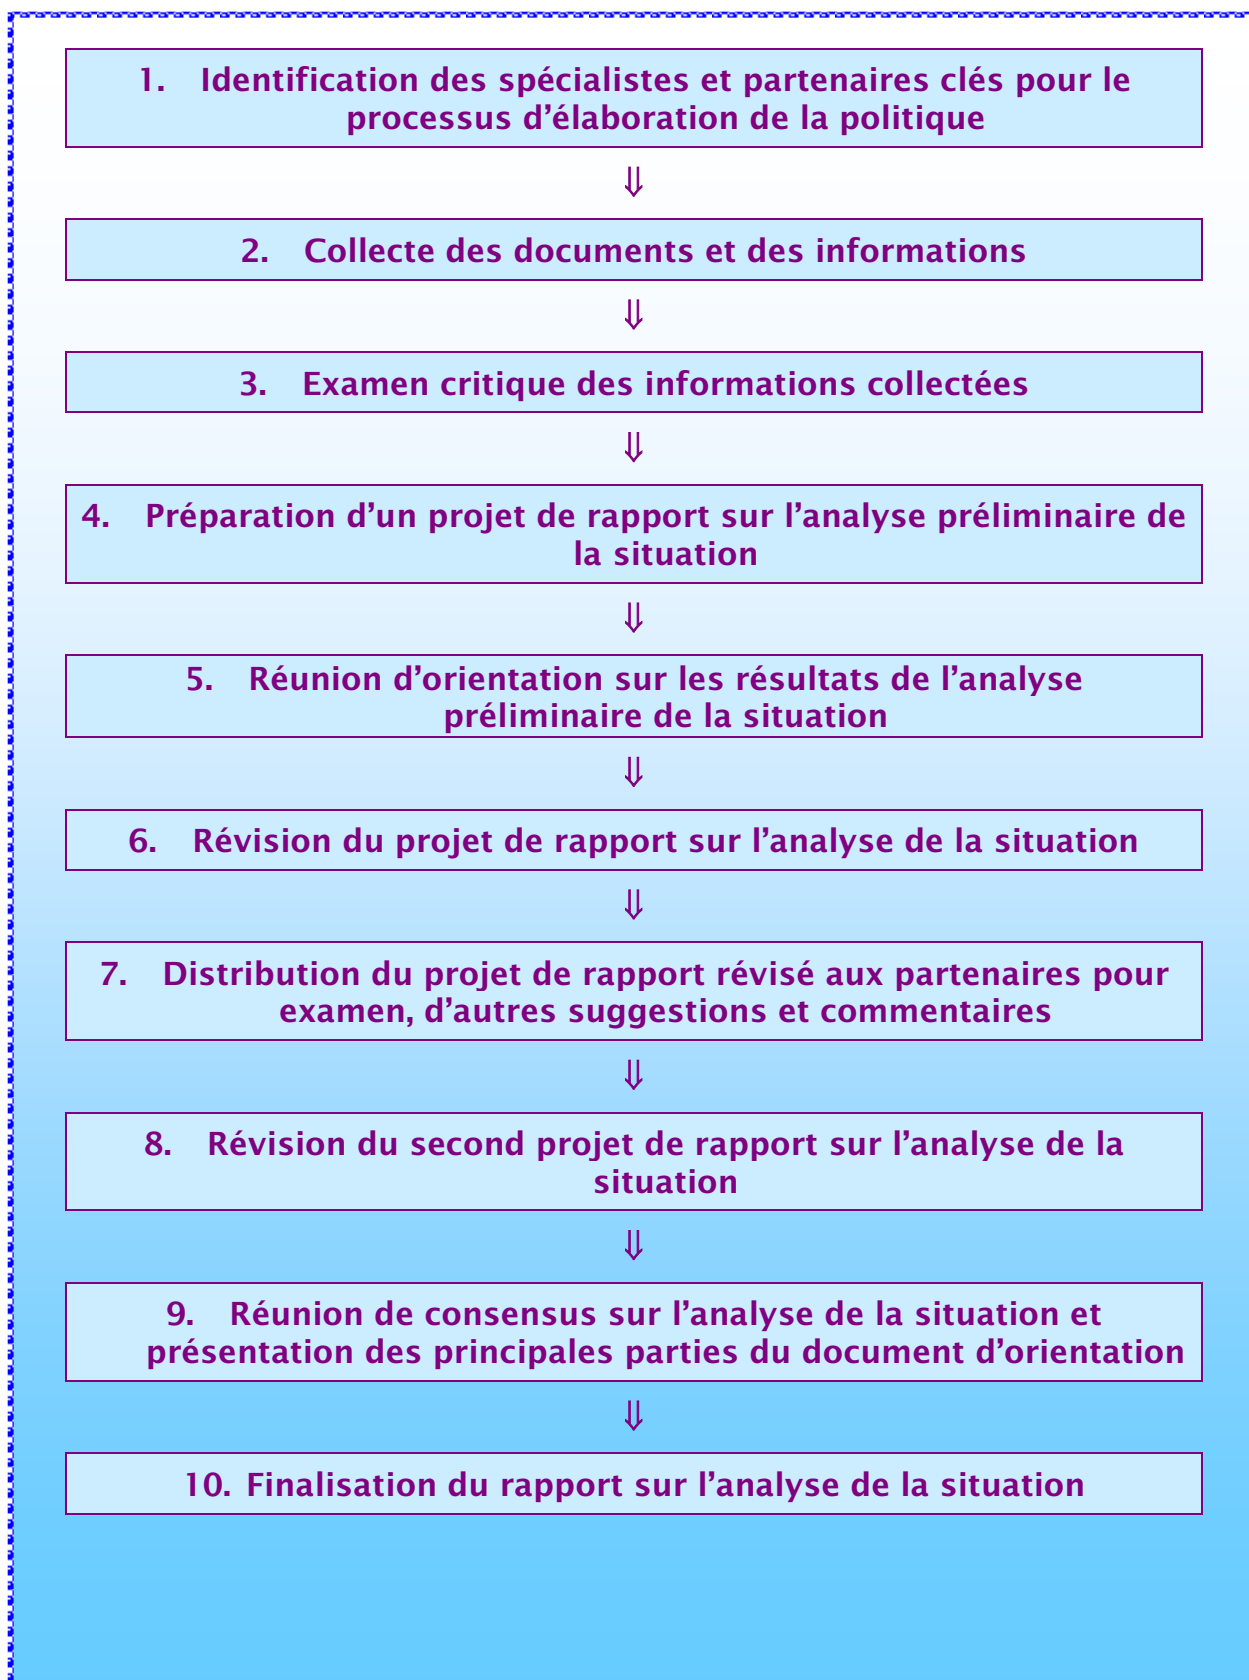 1. Identification des spécialistes et partenaires clés pour le
processus d’élaboration de la politique
⇓
2. Collecte des documents et des informations
⇓
3. Examen critique des informations collectées
⇓
4. Préparation d’un projet de rapport sur l’analyse préliminaire de
la situation
⇓
5. Réunion d’orientation sur les résultats de l’analyse
préliminaire de la situation
⇓
6. Révision du projet de rapport sur l’analyse de la situation
⇓
7. Distribution du projet de rapport révisé aux partenaires pour
examen, d’autres suggestions et commentaires
⇓
8. Révision du second projet de rapport sur l’analyse de la
situation
⇓
9. Réunion de consensus sur l’analyse de la situation et
présentation des principales parties du document d’orientation
⇓
10. Finalisation du rapport sur l’analyse de la situation